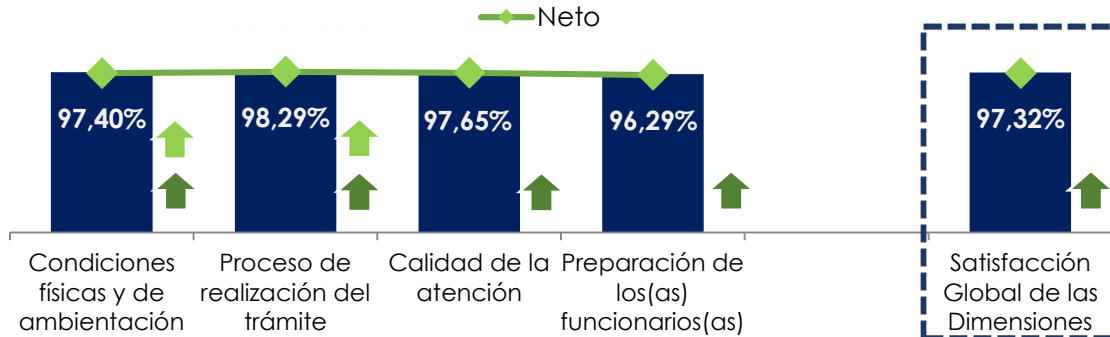 Neto
97,40%
98,29%
97,65%
96,29%
97,32%
Condiciones
físicas y de
ambientación
Proceso de
realización del
trámite
Calidad de la
atención
Preparación de
los(as)
funcionarios(as)
Satisfacción
Global de las
Dimensiones